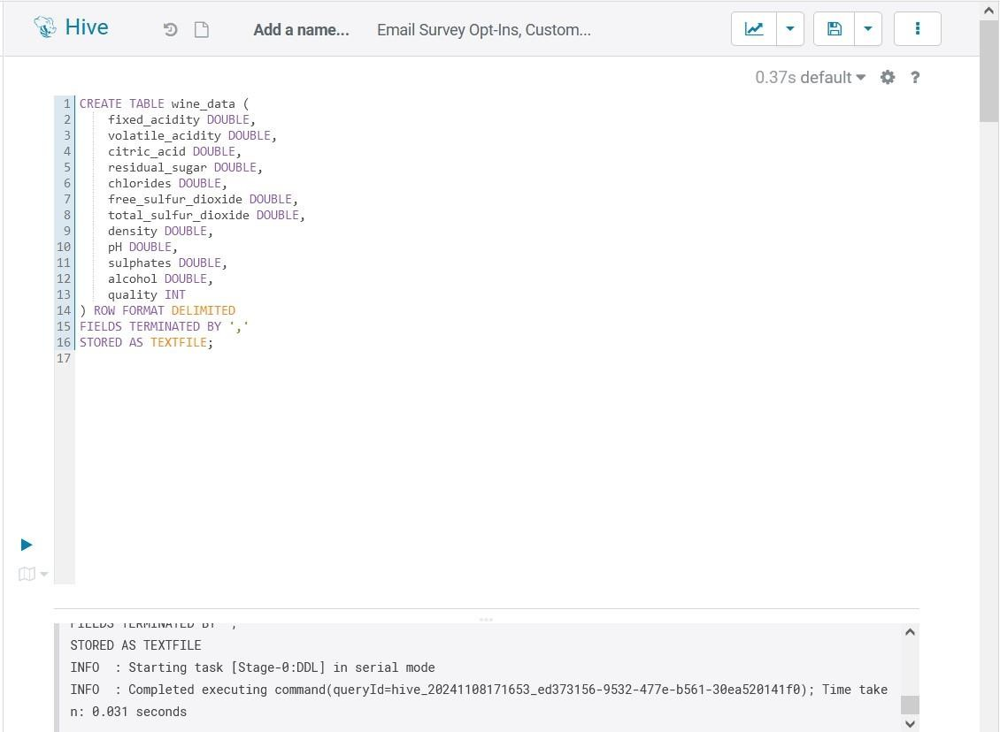 Hive
Add a name...
Email Survey Opt-Ins, Custom...
0.37s default
?
1 CREATE TABLE wine_data (
2     fixed_acidity DOUBLE,
3     volatile_acidity DOUBLE,
4     citric_acid DOUBLE,
5     residual_sugar DOUBLE,
6     chlorides DOUBLE,
7     free_sulfur_dioxide DOUBLE,
8     total_sulfur_dioxide DOUBLE,
9     density DOUBLE,
10     pH DOUBLE,
11     sulphates DOUBLE,
12     alcohol DOUBLE,
13     quality INT
14 ) ROW FORMAT DELIMITED
15 FIELDS TERMINATED BY ','
16 STORED AS TEXTFILE;
17
FIELDS TERMINATED BY ','
STORED AS TEXTFILE
INFO  : Starting task [Stage-0:DDL] in serial mode
INFO  : Completed executing command(queryId=hive_20241108171653_ed373156-9532-477e-b561-30ea520141f0); Time take
n: 0.031 seconds